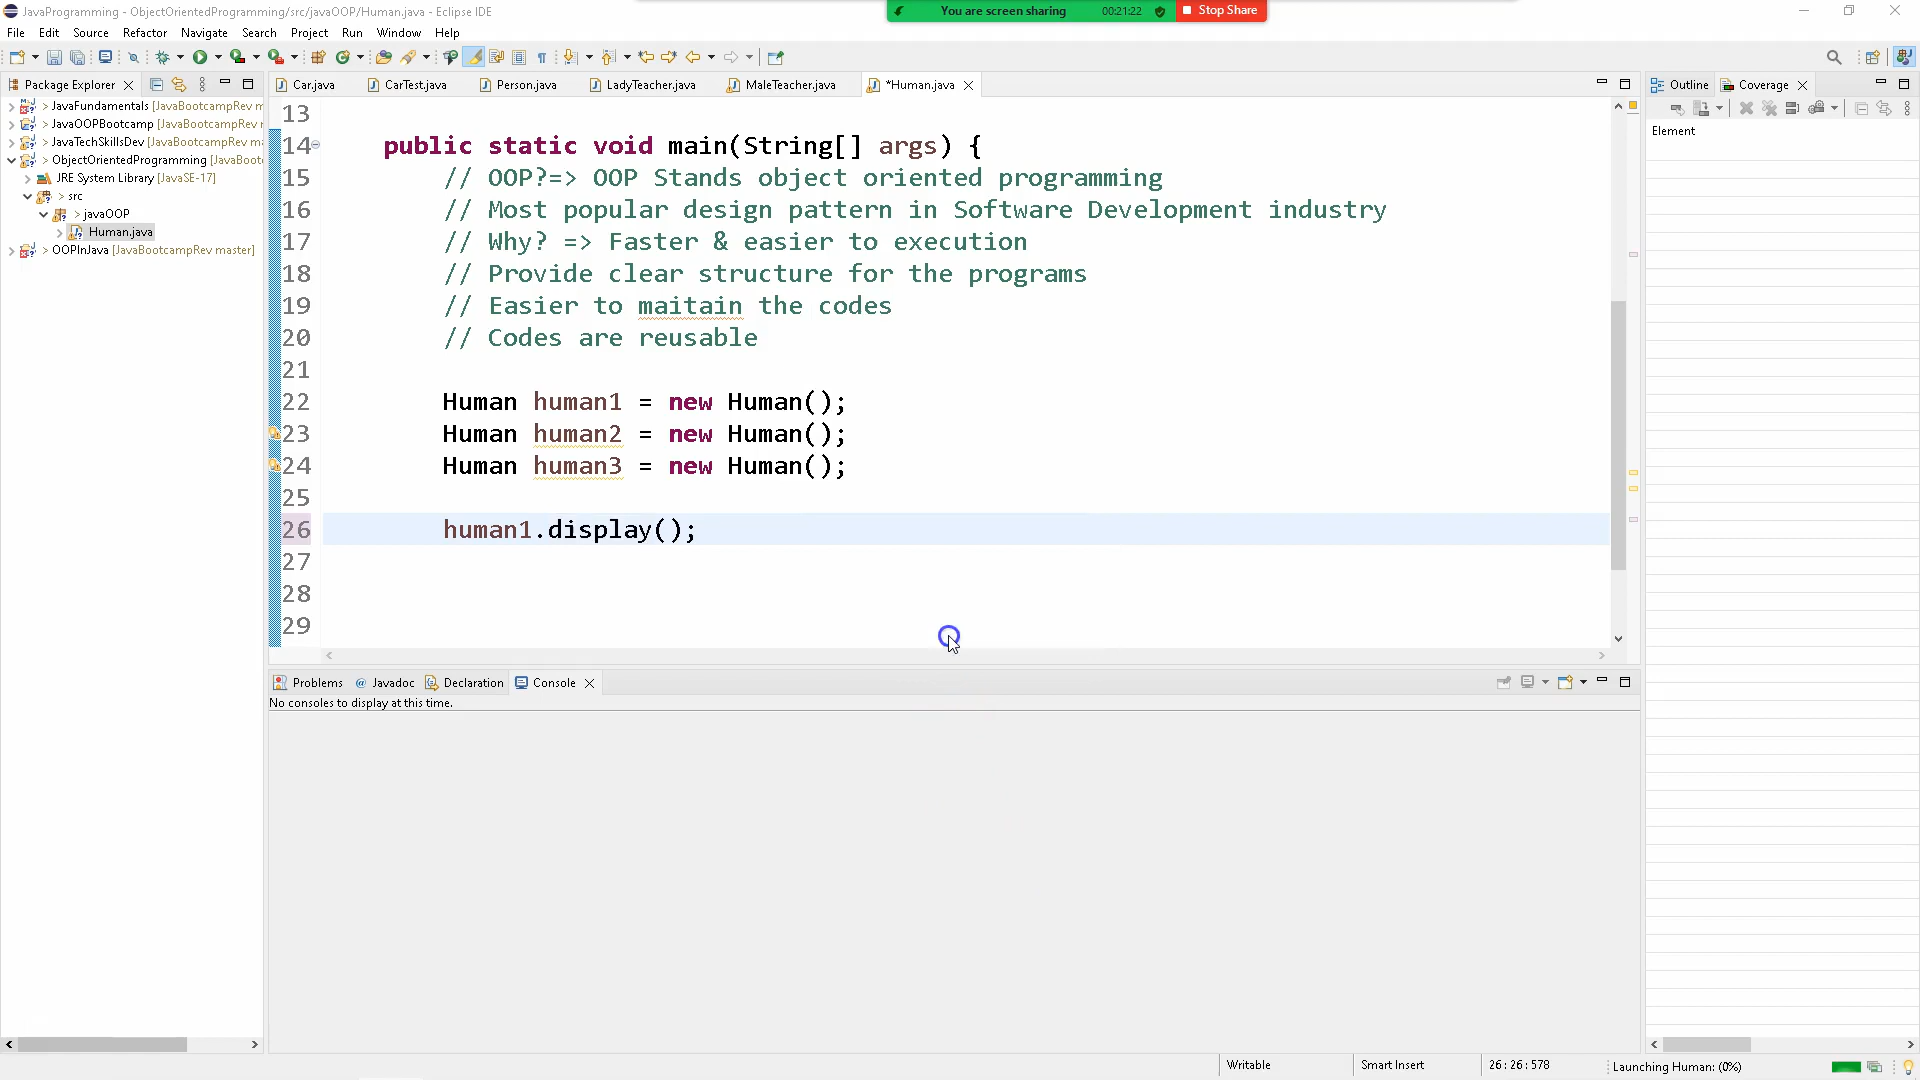 JavaProgramming - ObjectOrientedProgramming/src/javaOOP/Human.java - Eclipse IDE
You are screen sharing 00:21:22 Stop Share
File Edit Source Refactor Navigate Search Project Run Window Help
Package Explorer
JavaFundamentals [JavaBootcampRev m
JavaOOPBootcamp [JavaBootcampRev r
JavaTechSkillsDev [JavaBootcampRev ma
> ObjectOrientedProgramming [JavaBoot
JRE System Library [JavaSE-17]
> src
> javaOOP
Human.java
> OOPInJava [JavaBootcampRev master]
Car.java CarTest.java Person.java LadyTeacher.java MaleTeacher.java *Human.java
13
14 public static void main(String[] args) {
15 // OOP?=> OOP Stands object oriented programming
16 // Most popular design pattern in Software Development industry
17 // Why? => Faster & easier to execution
18 // Provide clear structure for the programs
19 // Easier to maitain the codes
20 // Codes are reusable
21
22 Human human1 = new Human();
23 Human human2 = new Human();
24 Human human3 = new Human();
25
26 human1.display();
27
28
29
Problems @ Javadoc Declaration Console
No consoles to display at this time.
Outline Coverage
Element
Writable Smart Insert 26:26:578 Launching Human: (0%)